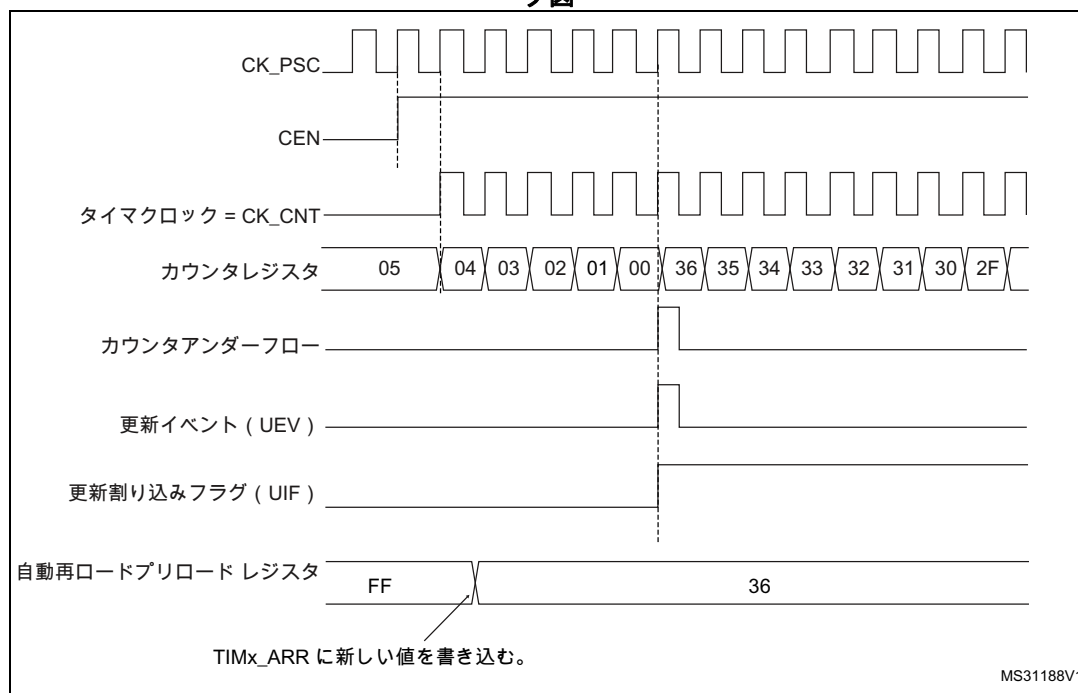 ク図
CK_PSC
CEN
タイマクロック = CK_CNT
カウンタレジスタ 05 04 03 02 01 00 36 35 34 33 32 31 30 2F
カウンタアンダーフロー
更新イベント ( UEV )
更新割り込みフラグ ( UIF )
自動再ロードプリロード レジスタ FF 36
TIMx_ARR に新しい値を書き込む。
MS31188V1